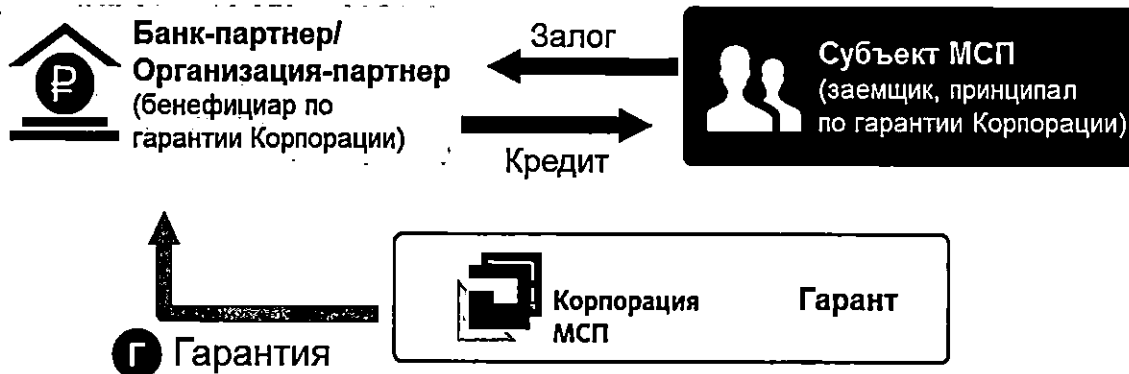 Банк-партнер/
Организация-партнер
(бенефициар по
гарантии Корпорации)
Залог
Кредит
Субъект МСП
(заемщик, принципал
по гарантии Корпорации)
Корпорация
МСП
Гарант
Г Гарантия